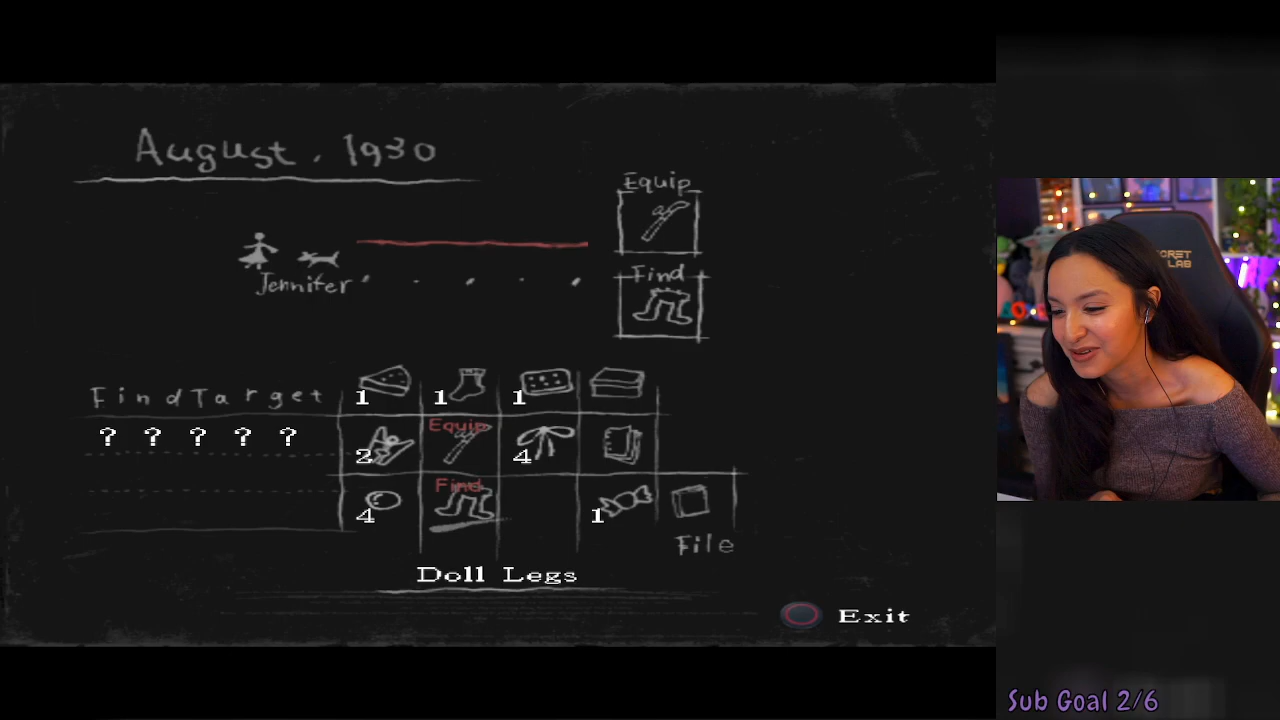 August, 1930
Equip
Jennifer
Find
FindTarget
1 1 1
? ? ? ? ?
Equip
2 4
Find
4 1
File
Doll Legs
Exit
Sub Goal 2/6